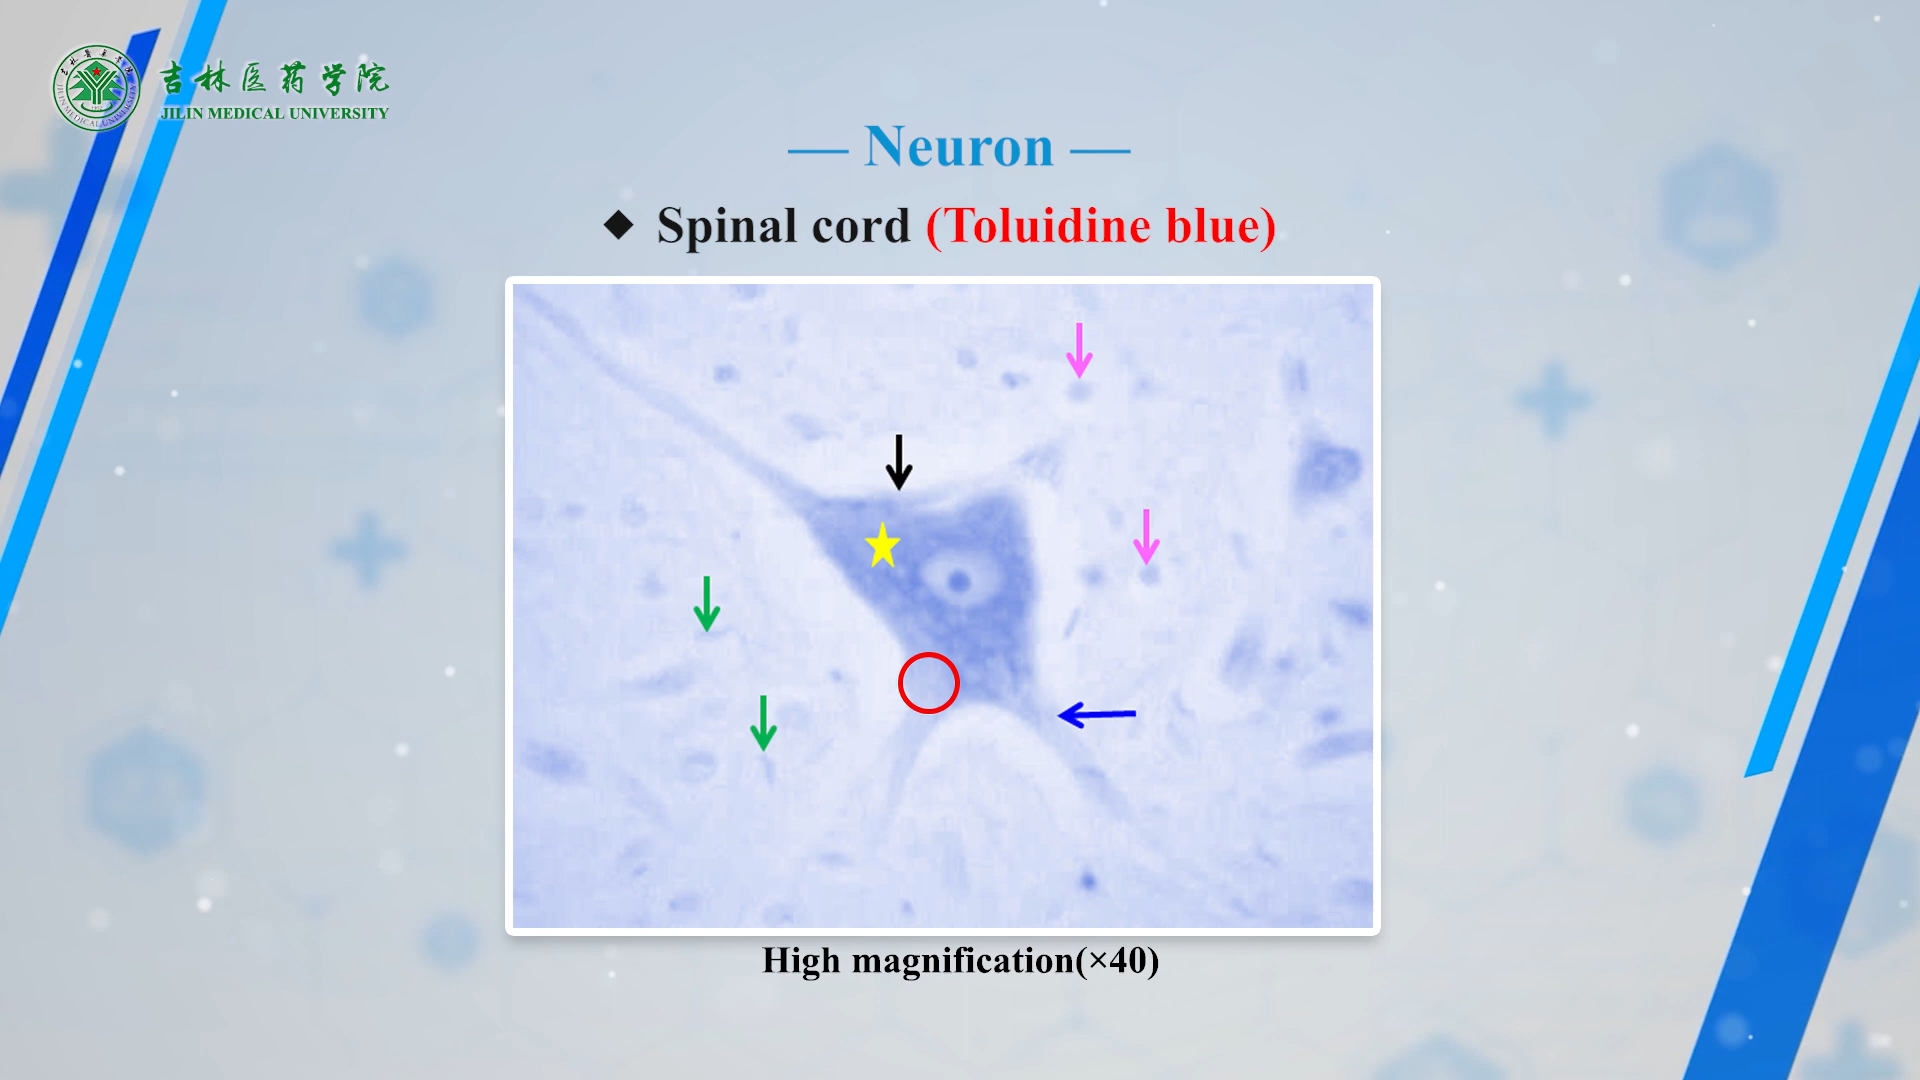 吉林医药学院
JILIN MEDICAL UNIVERSITY
— Neuron —
◆ Spinal cord (Toluidine blue)
High magnification(×40)